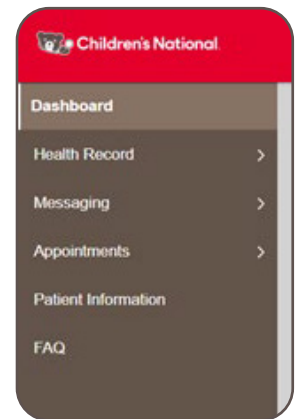 Children's National
Dashboard
Health Record
Messaging
Appointments
Patient Information
FAQ